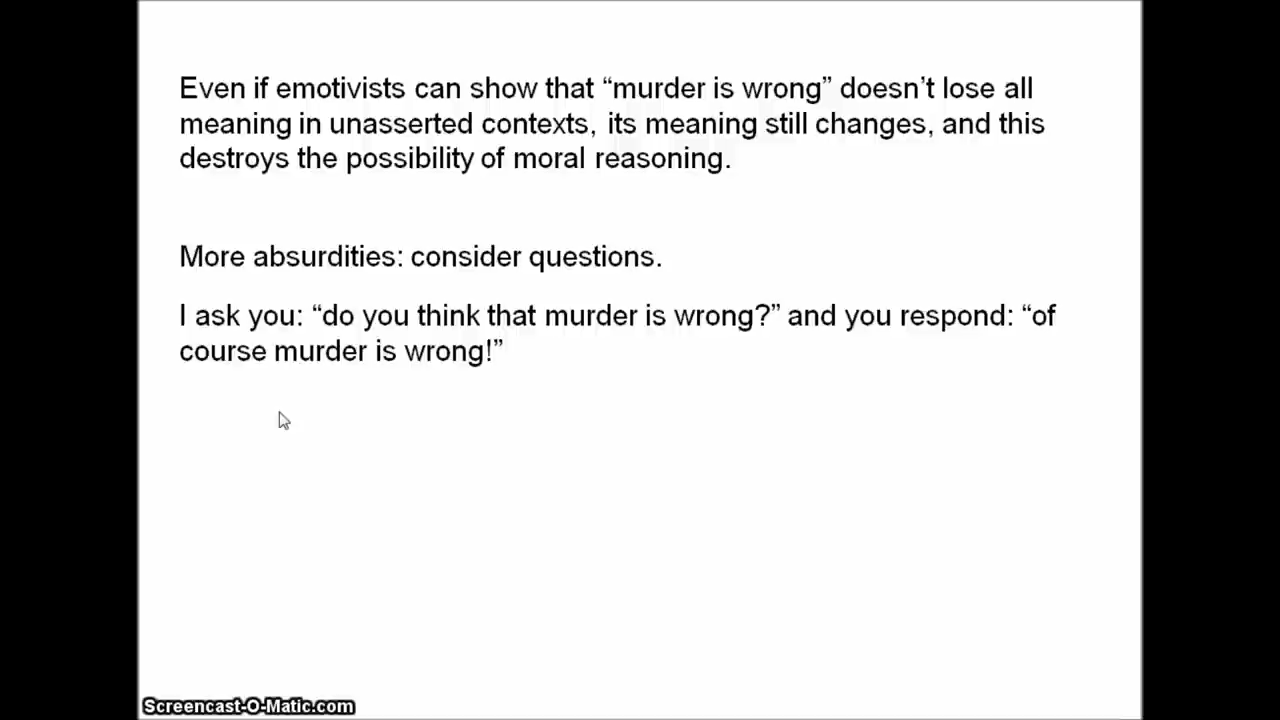 Even if emotivists can show that “murder is wrong” doesn’t lose all
meaning in unasserted contexts, its meaning still changes, and this
destroys the possibility of moral reasoning.
More absurdities: consider questions.
I ask you: “do you think that murder is wrong?” and you respond: “of
course murder is wrong!”
Screencast-O-Matic.com